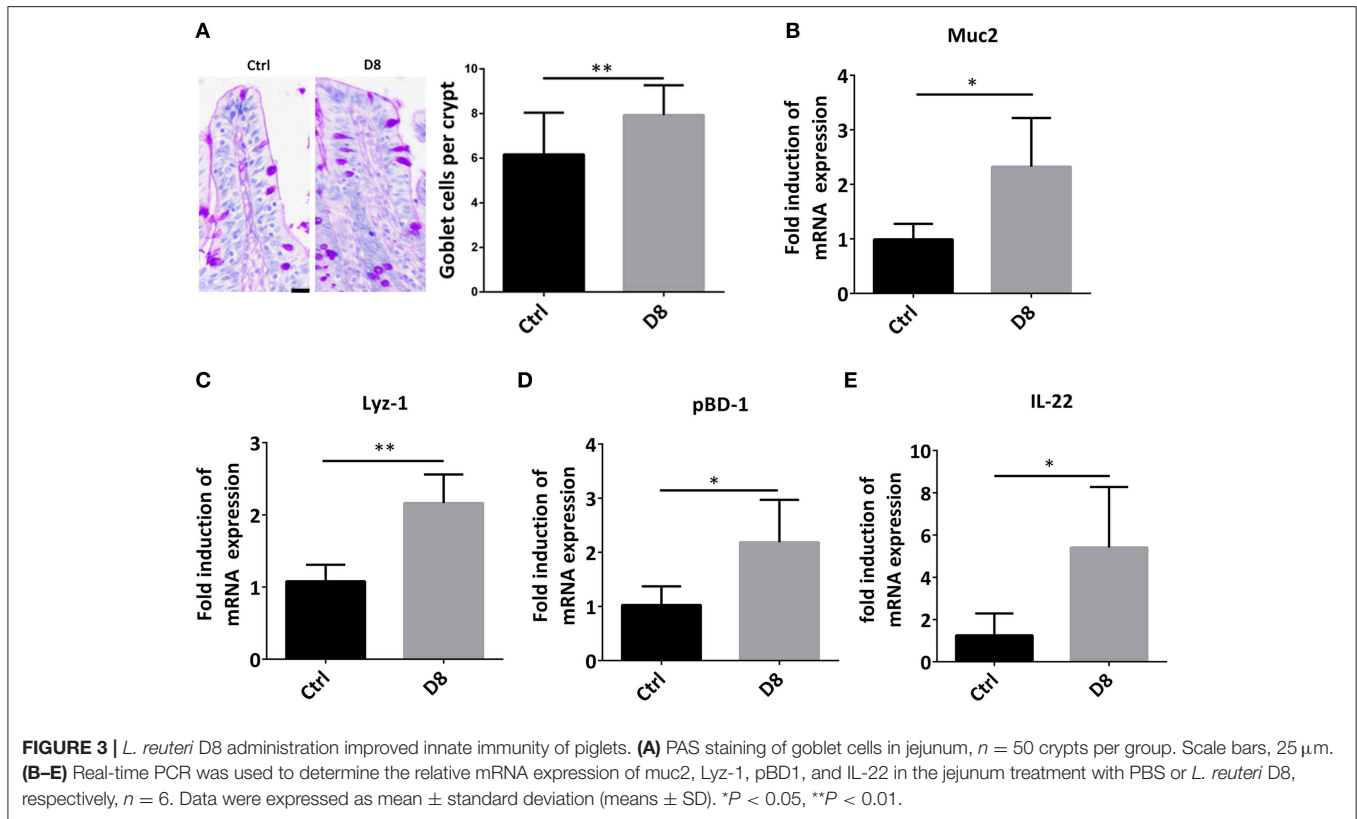 A
Ctrl
D8
Goblet cells per crypt
10
8
6
4
2
0
**
Ctrl
D8
B
Muc2
Fold induction of
mRNA expression
4
3
2
1
0
*
Ctrl
D8
C
Lyz-1
Fold induction of
mRNA expression
3
2
1
0
**
Ctrl
D8
D
pBD-1
Fold induction of
mRNA expression
4
3
2
1
0
*
Ctrl
D8
E
IL-22
fold induction of
mRNA expression
10
8
6
4
2
0
*
Ctrl
D8
FIGURE 3 | L. reuteri D8 administration improved innate immunity of piglets. (A) PAS staining of goblet cells in jejunum, n = 50 crypts per group. Scale bars, 25 μm.
(B–E) Real-time PCR was used to determine the relative mRNA expression of muc2, Lyz-1, pBD1, and IL-22 in the jejunum treatment with PBS or L. reuteri D8,
respectively, n = 6. Data were expressed as mean ± standard deviation (means ± SD). *P < 0.05, **P < 0.01.